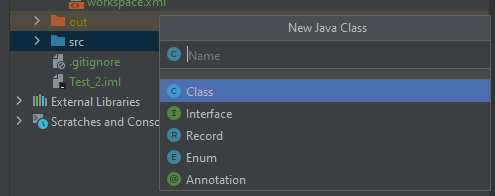 workspace.xml
out
src
.gitignore
Test_2.iml
External Libraries
Scratches and Conso
New Java Class
C Name
C Class
I Interface
R Record
E Enum
@ Annotation